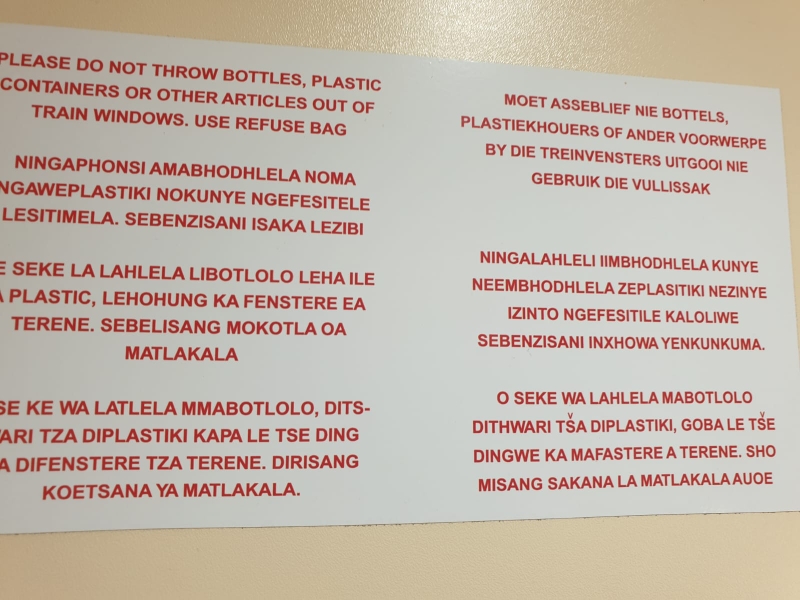 PLEASE DO NOT THROW BOTTLES, PLASTIC
CONTAINERS OR OTHER ARTICLES OUT OF
TRAIN WINDOWS. USE REFUSE BAG
NINGAPHONSI AMABHODHLELA NOMA
NGAWEPLASTIKI NOKUNYE NGEFESITELE
LESITIMELA. SEBENZISANI ISAKA LEZIBI
SEKE LA LAHLELA LIBOTLOLO LEHA ILE
PLASTIC, LEHOHUNG KA FENSTERE EA
TERENE. SEBELISANG MOKOTLA OA
MATLAKALA
SE KE WA LATLELA MMABOTLOLO, DITS-
TZA DIPLASTIKI KAPA LE TSE DING
DIFENSTERE TZA TERENE. DIRISANG
KOETSANA YA MATLAKALA.
MOET ASSEBLIEF NIE BOTTELS,
PLASTIEKHOUERS OF ANDER VOORWERPE
BY DIE TREINVENSTERS UITGOOI NIE
GEBRUIK DIE VULLISSAK
NINGALAHLELI IIMBHODHLELA KUNYE
NEEMBHODHLELA ZEPLASITIKI NEZINYE
IZINTO NGEFESITILE KALOLIWE
SEBENZISANI INXHOWA YENKUNKUMA.
O SEKE WA LAHLELA MABOTLOLO
DITHWARI TŠA DIPLASTIKI, GOBA LE TŠE
DINGWE KA MAFASTERE A TERENE. SHO
MISANG SAKANA LA MATLAKALA AUOE